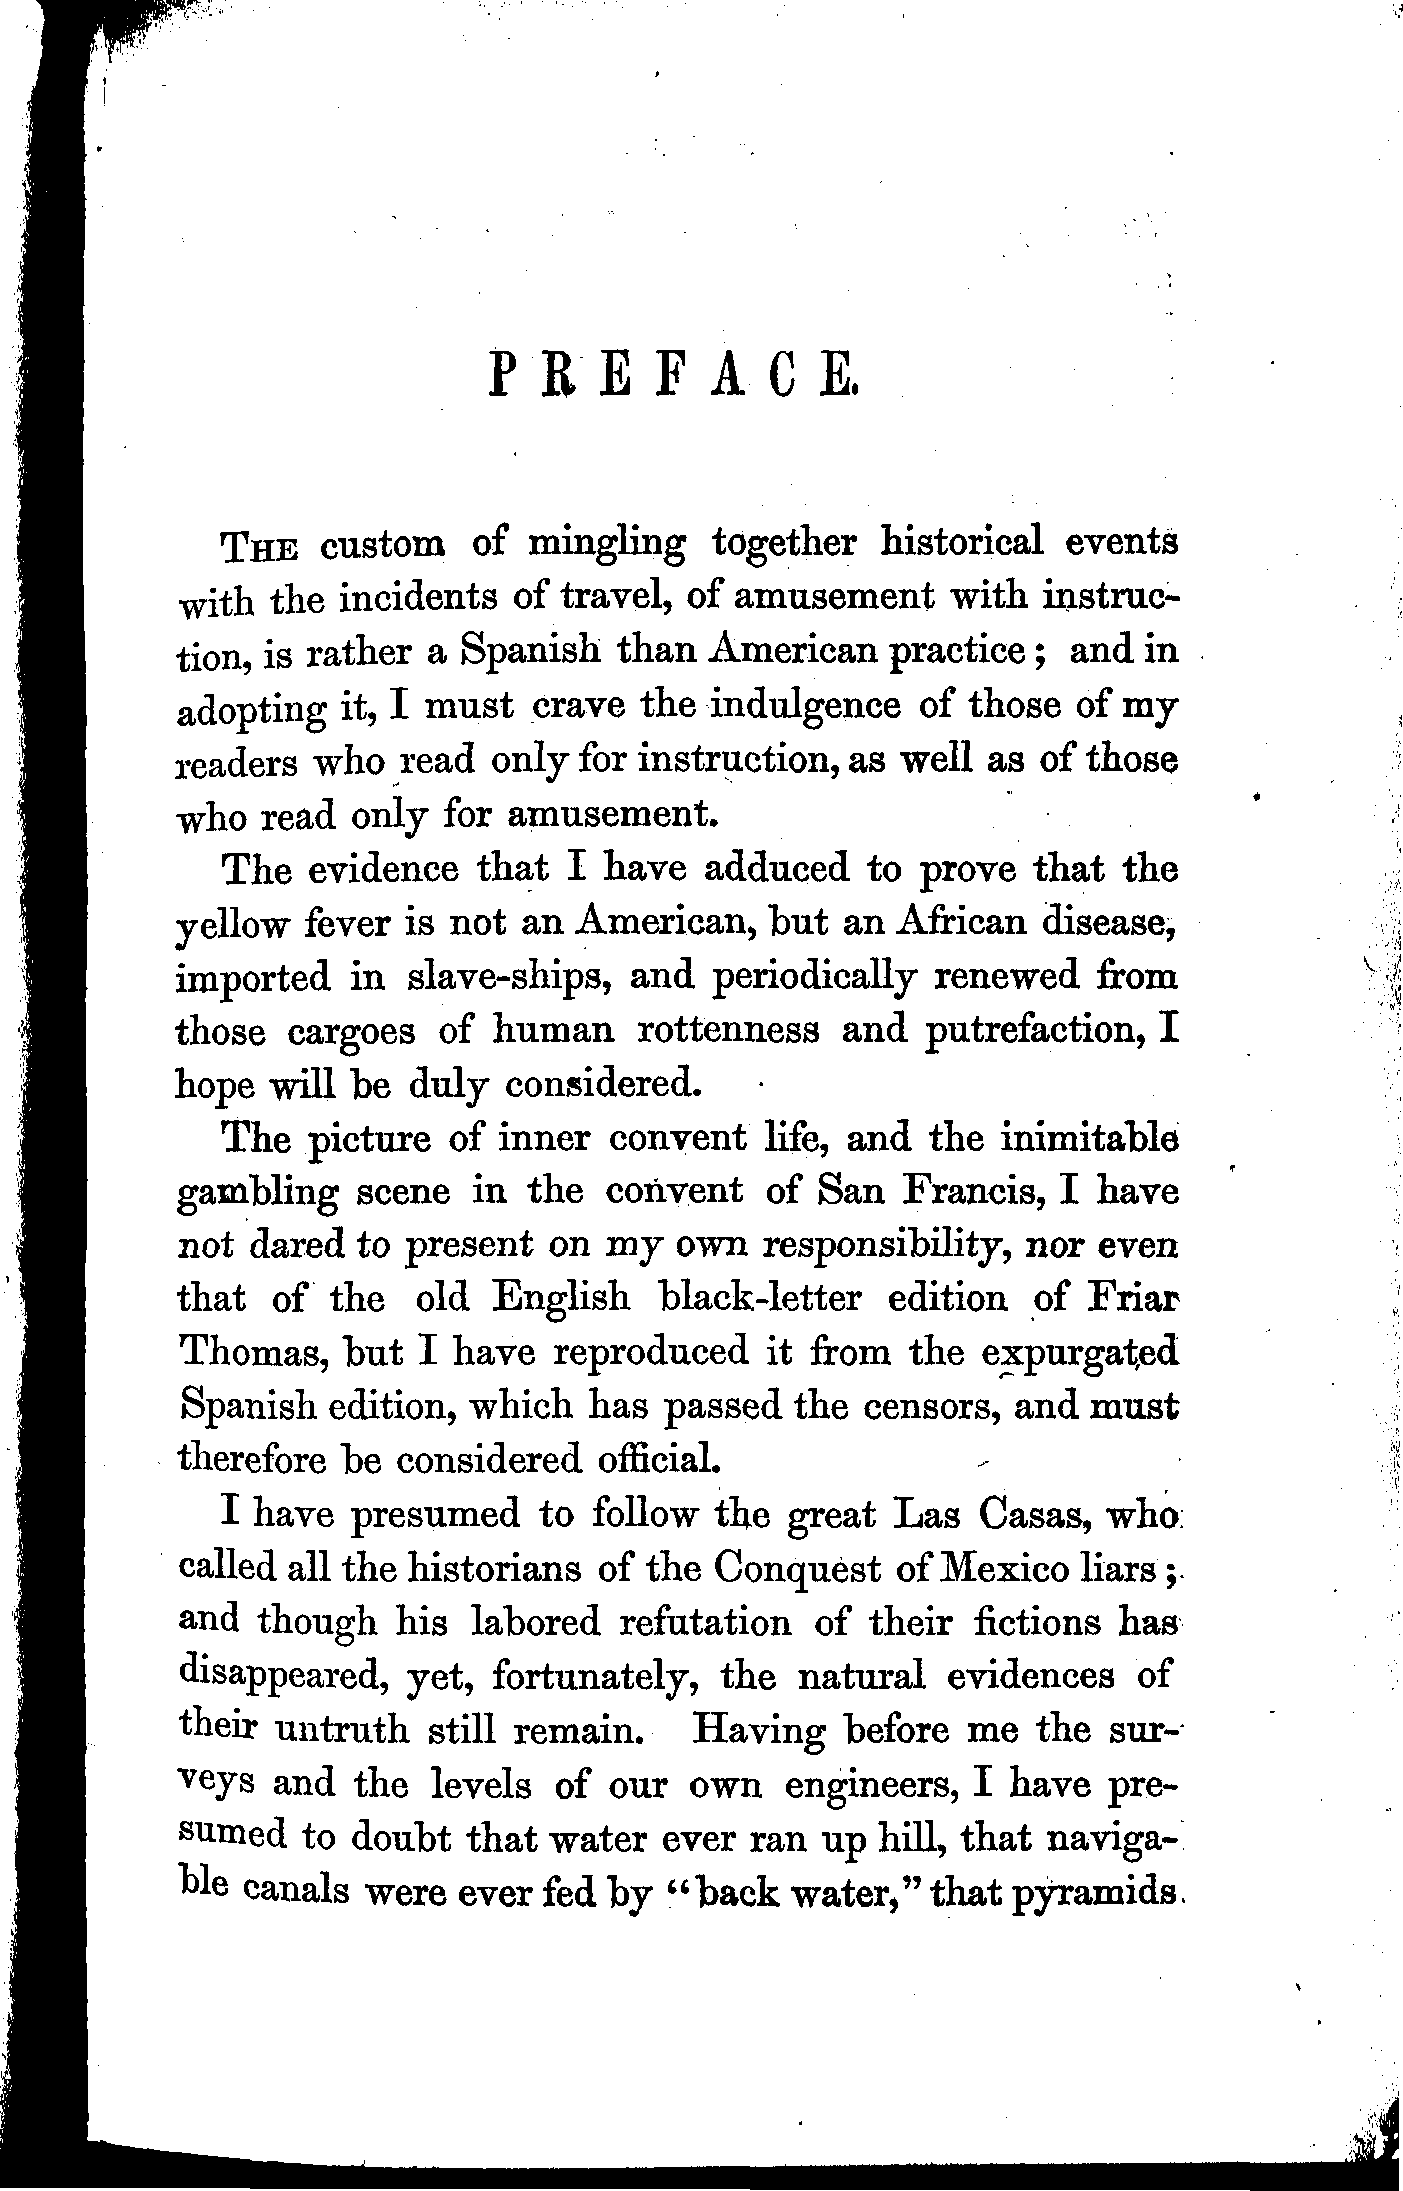 PREFACE.
THE custom of mingling together historical events
with the incidents of travel, of amusement with instruc-
tion, is rather a Spanish than American practice; and in
adopting it, I must crave the indulgence of those of my
readers who read only for instruction, as well as of those
who read only for amusement.
The evidence that I have adduced to prove that the
yellow fever is not an American, but an African disease,
imported in slave-ships, and periodically renewed from
those cargoes of human rottenness and putrefaction, I
hope will be duly considered.
The picture of inner convent life, and the inimitable
gambling scene in the convent of San Francis, I have
not dared to present on my own responsibility, nor even
that of the old English black-letter edition of Friar
Thomas, but I have reproduced it from the expurgated
Spanish edition, which has passed the censors, and must
therefore be considered official.
I have presumed to follow the great Las Casas, who
called all the historians of the Conquest of Mexico liars;
and though his labored refutation of their fictions has
disappeared, yet, fortunately, the natural evidences of
their untruth still remain. Having before me the sur-
veys and the levels of our own engineers, I have pre-
sumed to doubt that water ever ran up hill, that naviga-
ble canals were ever fed by "back water," that pyramids